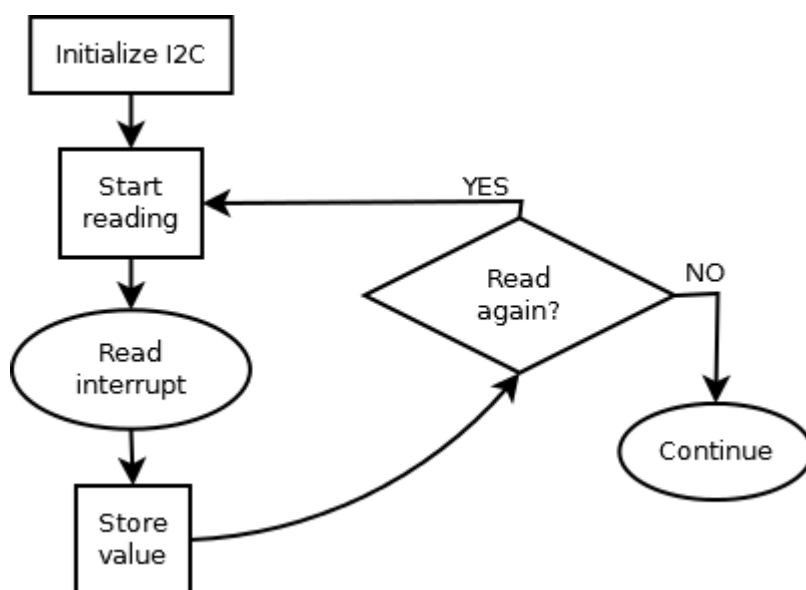 Initialize I2C
Start
reading
Read
interrupt
Store
value
Read
again?
YES
NO
Continue